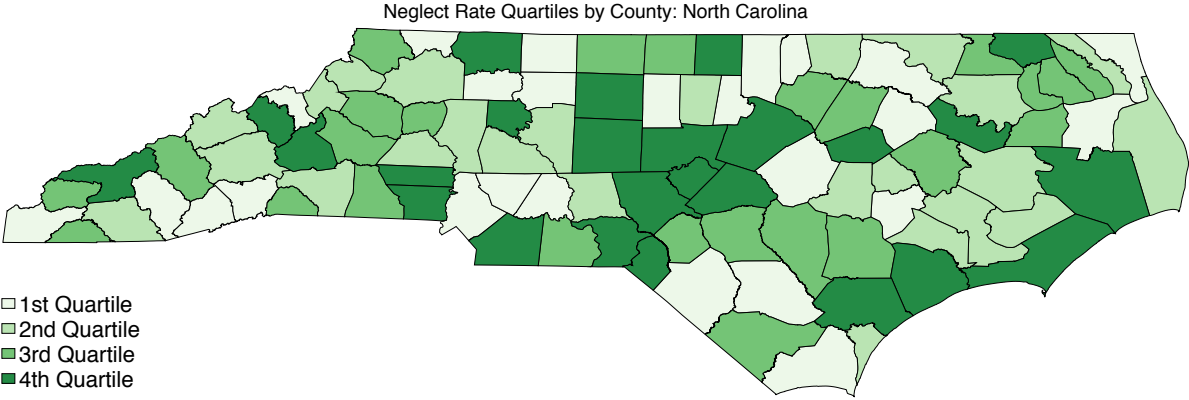 Neglect Rate Quartiles by County: North Carolina
1st Quartile
2nd Quartile
3rd Quartile
4th Quartile